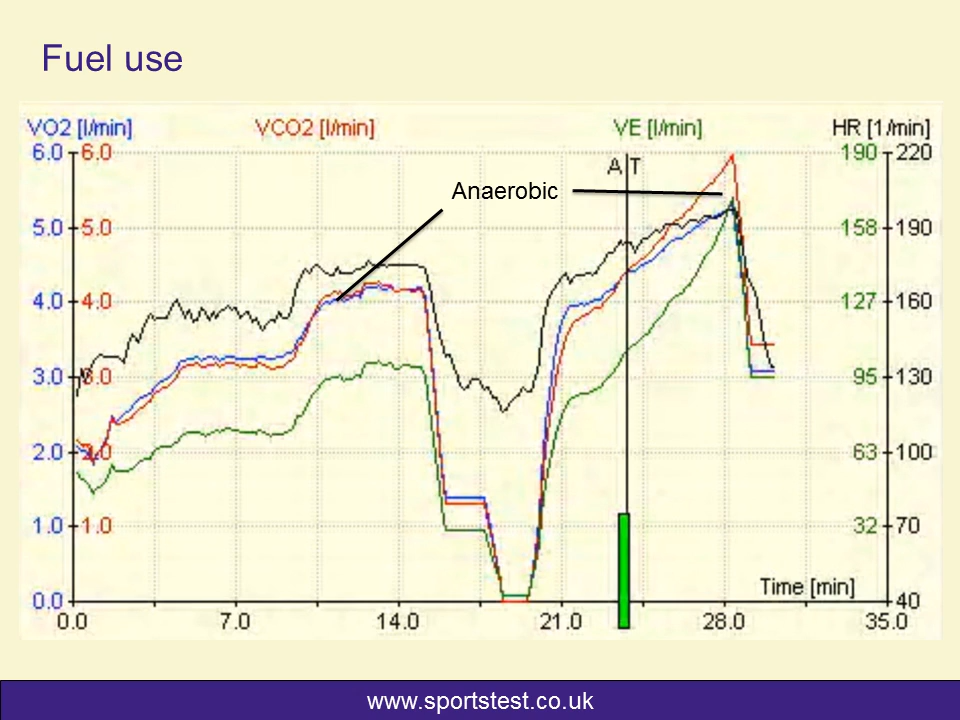 Fuel use
VO2 [l/min] VCO2 [l/min] VE [l/min] HR [1/min]
6.0 6.0 190 220
A T
Anaerobic
5.0 5.0 158 190
4.0 4.0 127 160
3.0 3.0 95 130
2.0 2.0 63 100
1.0 1.0 32 70
Time [min]
0.0 40
0.0 7.0 14.0 21.0 28.0 35.0
www.sportstest.co.uk